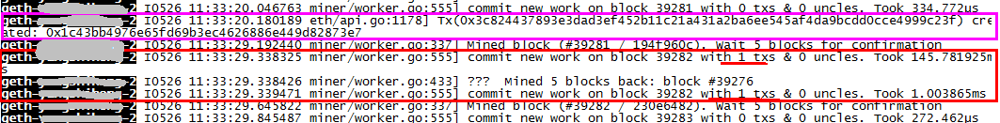 geth- 2 I0526 11:33:20.046763 miner/worker.go:555] commit new work on block 39281 with 0 txs & 0 uncles. Took 334.772us
geth- 2 I0526 11:33:20.180189 eth/api.go:1178] Tx(0x3c824437893e3dad3ef452b11c21a431a2ba6ee545af4da9bcdd0cce4999c23f) cre
ated: 0x1c43bb4976e65fd69b3ec4626886e449d82873e7
geth- 2 I0526 11:33:29.192440 miner/worker.go:337] Mined block (#39281 / 194f960c). Wait 5 blocks for confirmation
geth- 2 I0526 11:33:29.338325 miner/worker.go:555] commit new work on block 39282 with 1 txs & 0 uncles. Took 145.781925m
s
geth- 2 I0526 11:33:29.338426 miner/worker.go:433] ??? Mined 5 blocks back: block #39276
geth- 2 I0526 11:33:29.339471 miner/worker.go:555] commit new work on block 39282 with 1 txs & 0 uncles. Took 1.003865ms
geth- 2 I0526 11:33:29.645822 miner/worker.go:337] Mined block (#39282 / 230e6482). Wait 5 blocks for confirmation
geth- 2 I0526 11:33:29.845487 miner/worker.go:555] commit new work on block 39283 with 0 txs & 0 uncles. Took 272.462us